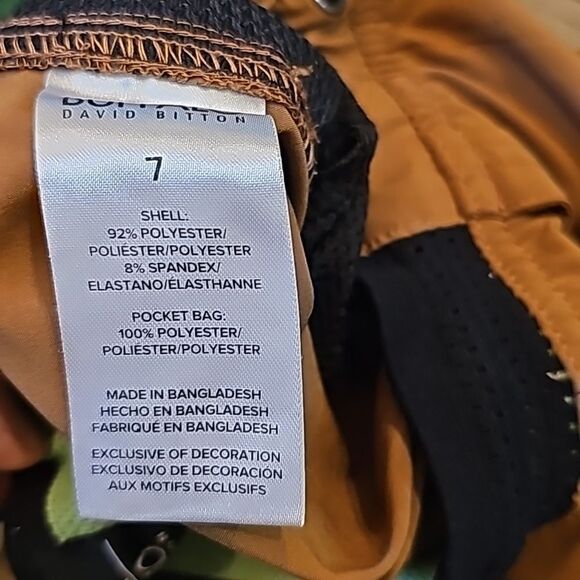 DAVID BITTON
7
SHELL:
92% POLYESTER/
POLIÉSTER/POLYESTER
8% SPANDEX/
ELASTANO/ÉLASTHANNE
POCKET BAG:
100% POLYESTER/
POLIÉSTER/POLYESTER
MADE IN BANGLADESH
HECHO EN BANGLADESH
FABRIQUÉ EN BANGLADESH
EXCLUSIVE OF DECORATION
EXCLUSIVO DE DECORACIÓN
AUX MOTIFS EXCLUSIFS